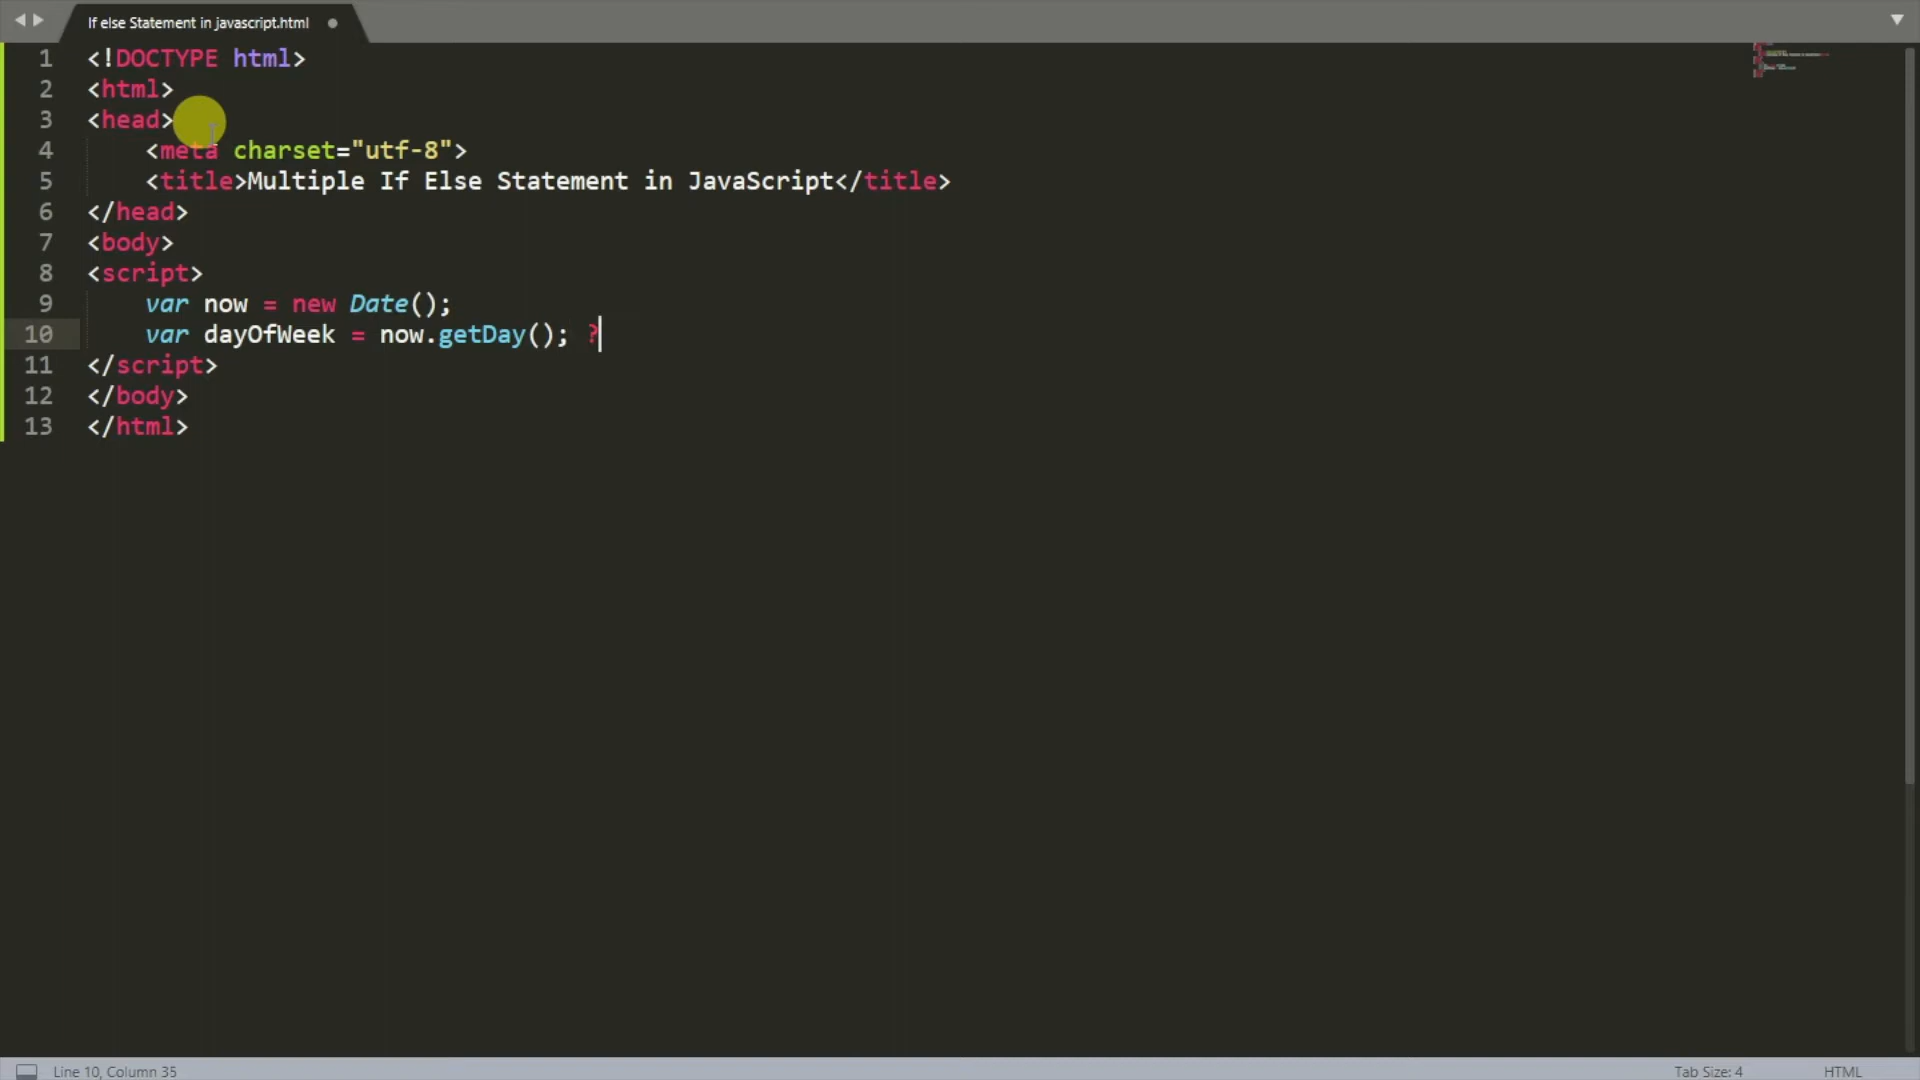 If else Statement in javascript.html
1 <!DOCTYPE html>
2 <html>
3 <head>
4 <meta charset="utf-8">
5 <title>Multiple If Else Statement in JavaScript</title>
6 </head>
7 <body>
8 <script>
9 var now = new Date();
10 var dayOfWeek = now.getDay(); ?
11 </script>
12 </body>
13 </html>
Line 10, Column 35
Tab Size: 4
HTML